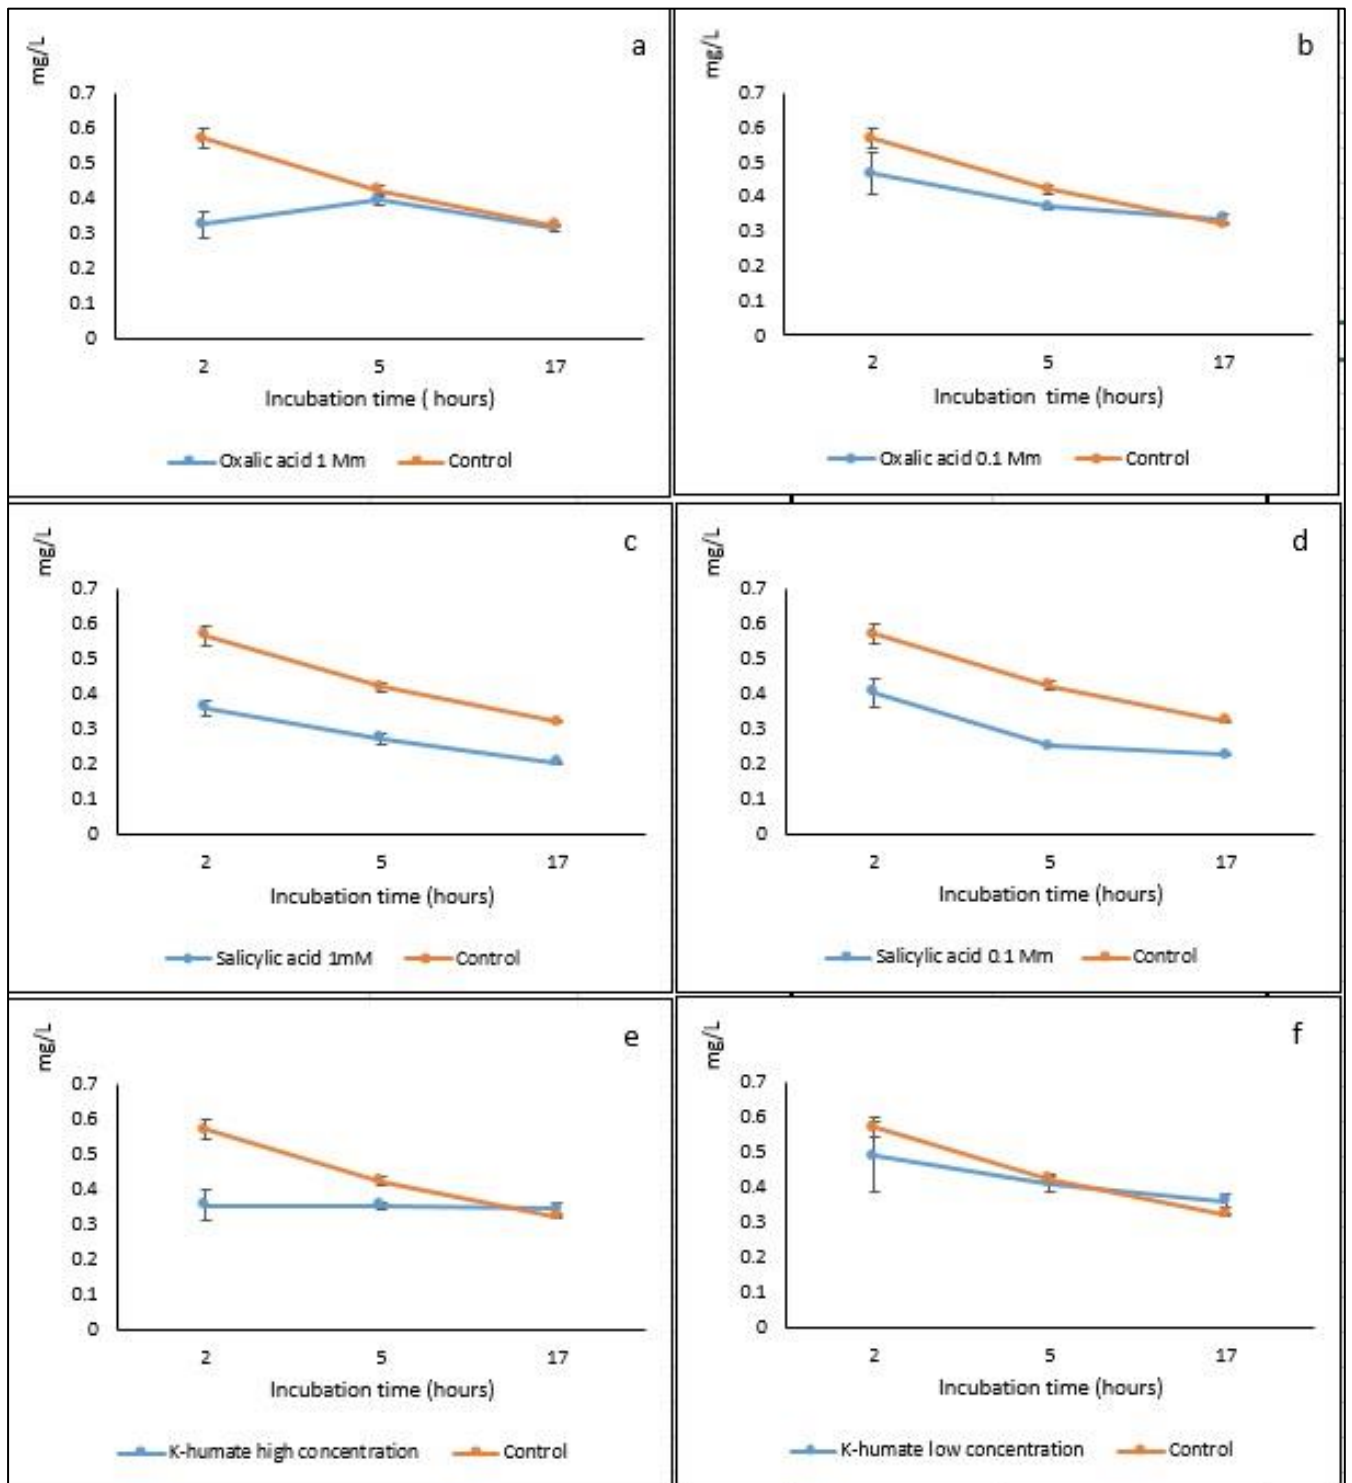 a
mg/L
0.7
0.6
0.5
0.4
0.3
0.2
0.1
0
2 5 17
Incubation time ( hours)
Oxalic acid 1 Mm Control
b
mg/L
0.7
0.6
0.5
0.4
0.3
0.2
0.1
0
2 5 17
Incubation time (hours)
Oxalic acid 0.1 Mm Control
c
mg/L
0.7
0.6
0.5
0.4
0.3
0.2
0.1
0
2 5 17
Incubation time (hours)
Salicylic acid 1mM Control
d
mg/L
0.7
0.6
0.5
0.4
0.3
0.2
0.1
0
2 5 17
Incubation time (hours)
Salicylic acid 0.1 Mm Control
e
mg/L
0.7
0.6
0.5
0.4
0.3
0.2
0.1
0
2 5 17
Incubation time (hours)
K-humate high concentration Control
f
mg/L
0.7
0.6
0.5
0.4
0.3
0.2
0.1
0
2 5 17
Incubation time (hours)
K-humate low concentration Control